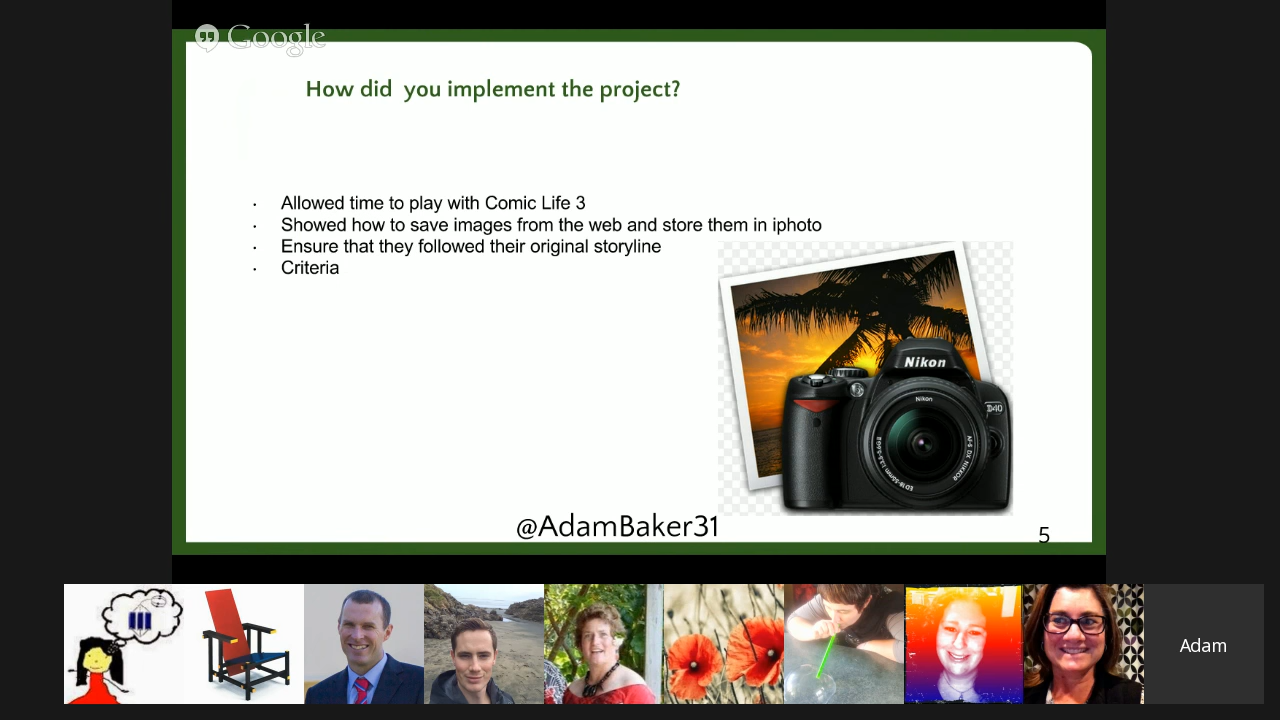 Google
How did you implement the project?
· Allowed time to play with Comic Life 3
· Showed how to save images from the web and store them in iphoto
· Ensure that they followed their original storyline
· Criteria
Nikon
Nikon
D40
@AdamBaker31
5
Adam